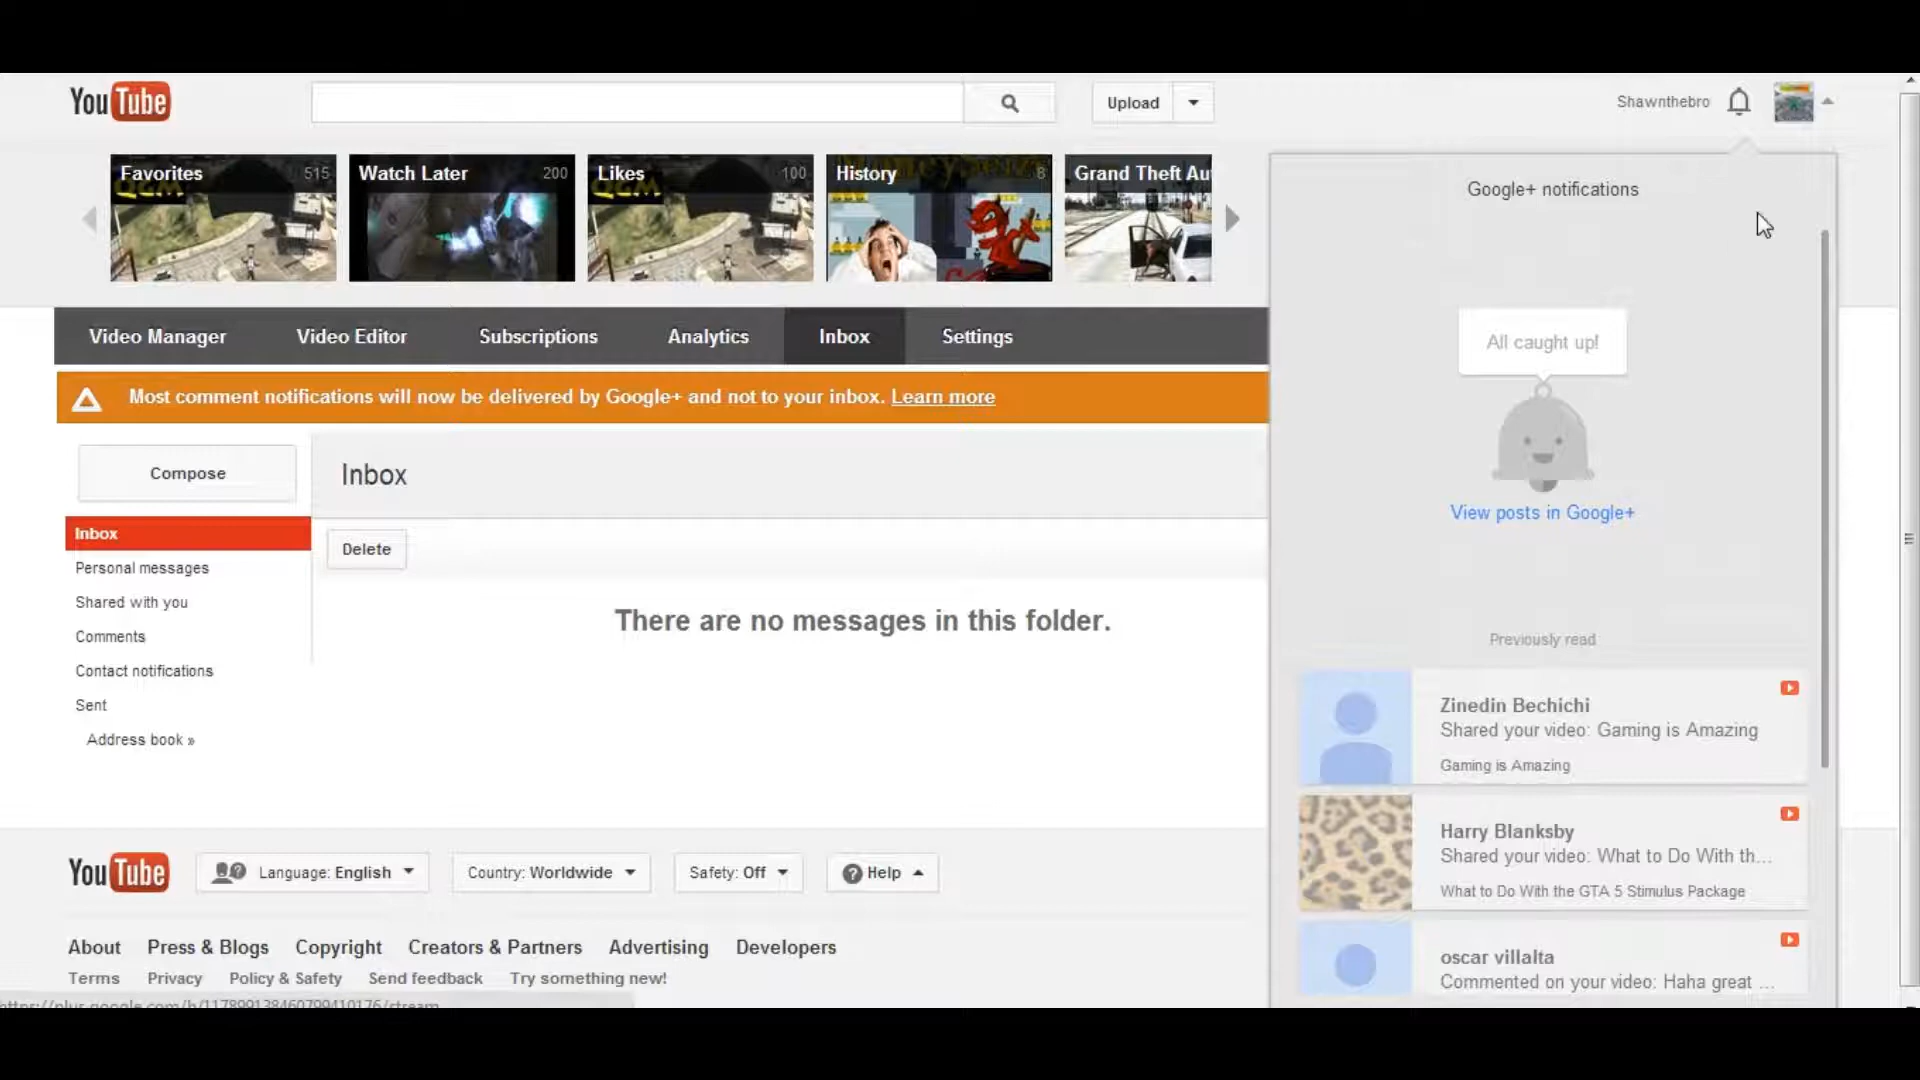 YouTube
Upload
Shawnthebro
Favorites 515
Watch Later 200
Likes 100
History 8
Grand Theft Au
QGM
QGM
Google+ notifications
All caught up!
View posts in Google+
Video Manager
Video Editor
Subscriptions
Analytics
Inbox
Settings
Most comment notifications will now be delivered by Google+ and not to your inbox. Learn more
Compose
Inbox
Personal messages
Shared with you
Comments
Contact notifications
Sent
Address book »
Inbox
Delete
There are no messages in this folder.
Previously read
Zinedin Bechichi
Shared your video: Gaming is Amazing
Gaming is Amazing
Harry Blanksby
Shared your video: What to Do With th...
What to Do With the GTA 5 Stimulus Package
oscar villalta
Commented on your video: Haha great ...
YouTube
Language: English
Country: Worldwide
Safety: Off
Help
About Press & Blogs Copyright Creators & Partners Advertising Developers
Terms Privacy Policy & Safety Send feedback Try something new!